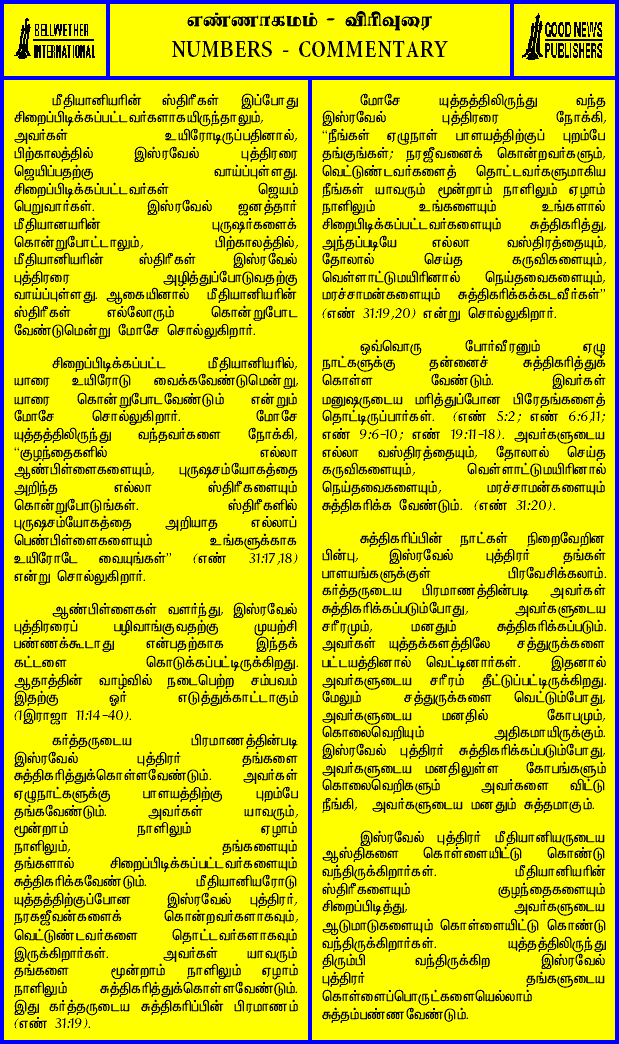 BELLWETHER
INTERNATIONAL
எண்ணாகமம் - விரிவுரை
NUMBERS - COMMENTARY
GOOD NEWS
PUBLISHERS
மீதியானியரின் ஸ்திரீகள் இப்போது
சிறைப்பிடிக்கப்பட்டவர்களாகயிருந்தாலும்,
அவர்கள் உயிரோடிருப்பதினால்,
பிற்காலத்தில் இஸ்ரவேல் புத்திரரை
ஜெயிப்பதற்கு வாய்ப்புள்ளது.
சிறைப்பிடிக்கப்பட்டவர்கள் ஜெயம்
பெறுவார்கள். இஸ்ரவேல் ஜனத்தார்
மீதியானயரின் புருஷர்களைக்
கொன்றுபோட்டாலும், பிற்காலத்தில்,
மீதியானியரின் ஸ்திரீகள் இஸ்ரவேல்
புத்திரரை அழித்துப்போடுவதற்கு
வாய்ப்புள்ளது. ஆகையினால் மீதியானியரின்
ஸ்திரீகள் எல்லோரும் கொன்றுபோட
வேண்டுமென்று மோசே சொல்லுகிறார்.
சிறைப்பிடிக்கப்பட்ட மீதியானியரில்,
யாரை உயிரோடு வைக்கவேண்டுமென்று,
யாரை கொன்றுபோடவேண்டும் என்றும்
மோசே சொல்லுகிறார். மோசே
யுத்தத்திலிருந்து வந்தவர்களை நோக்கி,
“குழந்தைகளில் எல்லா
ஆண்பிள்ளைகளையும், புருஷசம்யோகத்தை
அறிந்த எல்லா ஸ்திரீகளையும்
கொன்றுபோடுங்கள். ஸ்திரீகளில்
புருஷசம்யோகத்தை அறியாத எல்லாப்
பெண்பிள்ளைகளையும் உங்களுக்காக
உயிரோடே வையுங்கள்” (எண் 31:17,18)
என்று சொல்லுகிறார்.
ஆண்பிள்ளைகள் வளர்ந்து, இஸ்ரவேல்
புத்திரரைப் பழிவாங்குவதற்கு முயற்சி
பண்ணக்கூடாது என்பதற்காக இந்தக்
கட்டளை கொடுக்கப்பட்டிருக்கிறது.
ஆதாத்தின் வாழ்வில் நடைபெற்ற சம்பவம்
இதற்கு ஓர் எடுத்துக்காட்டாகும்
(1இராஜா 11:14-40).
கர்த்தருடைய பிரமாணத்தின்படி
இஸ்ரவேல் புத்திரர் தங்களை
சுத்திகரித்துக்கொள்ளவேண்டும். அவர்கள்
ஏழுநாட்களுக்கு பாளயத்திற்கு புறம்பே
தங்கவேண்டும். அவர்கள் யாவரும்,
மூன்றாம் நாளிலும் ஏழாம்
நாளிலும், தங்களையும்
தங்களால் சிறைப்பிடிக்கப்பட்டவர்களையும்
சுத்திகரிக்கவேண்டும். மீதியானியரோடு
யுத்தத்திற்குப்போன இஸ்ரவேல் புத்திரர்,
நரகஜீவன்களைக் கொன்றவர்களாகவும்,
வெட்டுண்டவர்களை தொட்டவர்களாகவும்
இருக்கிறார்கள். அவர்கள் யாவரும்
தங்களை மூன்றாம் நாளிலும் ஏழாம்
நாளிலும் சுத்திகரித்துக்கொள்ளவேண்டும்.
இது கர்த்தருடைய சுத்திகரிப்பின் பிரமாணம்
(எண் 31:19).
மோசே யுத்தத்திலிருந்து வந்த
இஸ்ரவேல் புத்திரரை நோக்கி,
“நீங்கள் ஏழுநாள் பாளயத்திற்குப் புறம்பே
தங்குங்கள்; நரஜீவனைக் கொன்றவர்களும்,
வெட்டுண்டவர்களைத் தொட்டவர்களுமாகிய
நீங்கள் யாவரும் மூன்றாம் நாளிலும் ஏழாம்
நாளிலும் உங்களையும் உங்களால்
சிறைபிடிக்கப்பட்டவர்களையும் சுத்திகரித்து,
அந்தப்படியே எல்லா வஸ்திரத்தையும்,
தோலால் செய்த கருவிகளையும்,
வெள்ளாட்டுமயிரினால் நெய்தவைகளையும்,
மரச்சாமன்களையும் சுத்திகரிக்கக்கடவீர்கள்”
(எண் 31:19,20) என்று சொல்லுகிறார்.
ஒவ்வொரு போர்வீரனும் ஏழு
நாட்களுக்கு தன்னைச் சுத்திகரித்துக்
கொள்ள வேண்டும். இவர்கள்
மனுஷருடைய மரித்துப்போன பிரேதங்களைத்
தொட்டிருப்பார்கள். (எண் 5:2; எண் 6:6,11;
எண் 9:6-10; எண் 19:11-18). அவர்களுடைய
எல்லா வஸ்திரத்தையும், தோலால் செய்த
கருவிகளையும், வெள்ளாட்டுமயிரினால்
நெய்தவைகளையும், மரச்சாமன்களையும்
சுத்திகரிக்க வேண்டும். (எண் 31:20).
சுத்திகரிப்பின் நாட்கள் நிறைவேறின
பின்பு, இஸ்ரவேல் புத்திரர் தங்கள்
பாளயங்களுக்குள் பிரவேசிக்கலாம்.
கர்த்தருடைய பிரமாணத்தின்படி அவர்கள்
சுத்திகரிக்கப்படும்போது, அவர்களுடைய
சரீரமும், மனதும் சுத்திகரிக்கப்படும்.
அவர்கள் யுத்தக்களத்திலே சத்துருக்களை
பட்டயத்தினால் வெட்டினார்கள். இதனால்
அவர்களுடைய சரீரம் தீட்டுப்பட்டிருக்கிறது.
மேலும் சத்துருக்களை வெட்டும்போது,
அவர்களுடைய மனதில் கோபமும்,
கொலைவெறியும் அதிகமாயிருக்கும்.
இஸ்ரவேல் புத்திரர் சுத்திகரிக்கப்படும்போது,
அவர்களுடைய மனதிலுள்ள கோபங்களும்
கொலைவெறிகளும் அவர்களை விட்டு
நீங்கி, அவர்களுடைய மனதும் சுத்தமாகும்.
இஸ்ரவேல் புத்திரர் மீதியானியருடைய
ஆஸ்திகளை கொள்ளையிட்டு கொண்டு
வந்திருக்கிறார்கள். மீதியானியரின்
ஸ்திரீகளையும் குழந்தைகளையும்
சிறைப்பிடித்து, அவர்களுடைய
ஆடுமாடுகளையும் கொள்ளையிட்டு கொண்டு
வந்திருக்கிறார்கள். யுத்தத்திலிருந்து
திரும்பி வந்திருக்கிற இஸ்ரவேல்
புத்திரர் தங்களுடைய
கொள்ளைப்பொருட்களையெல்லாம்
சுத்தம்பண்ணவேண்டும்.